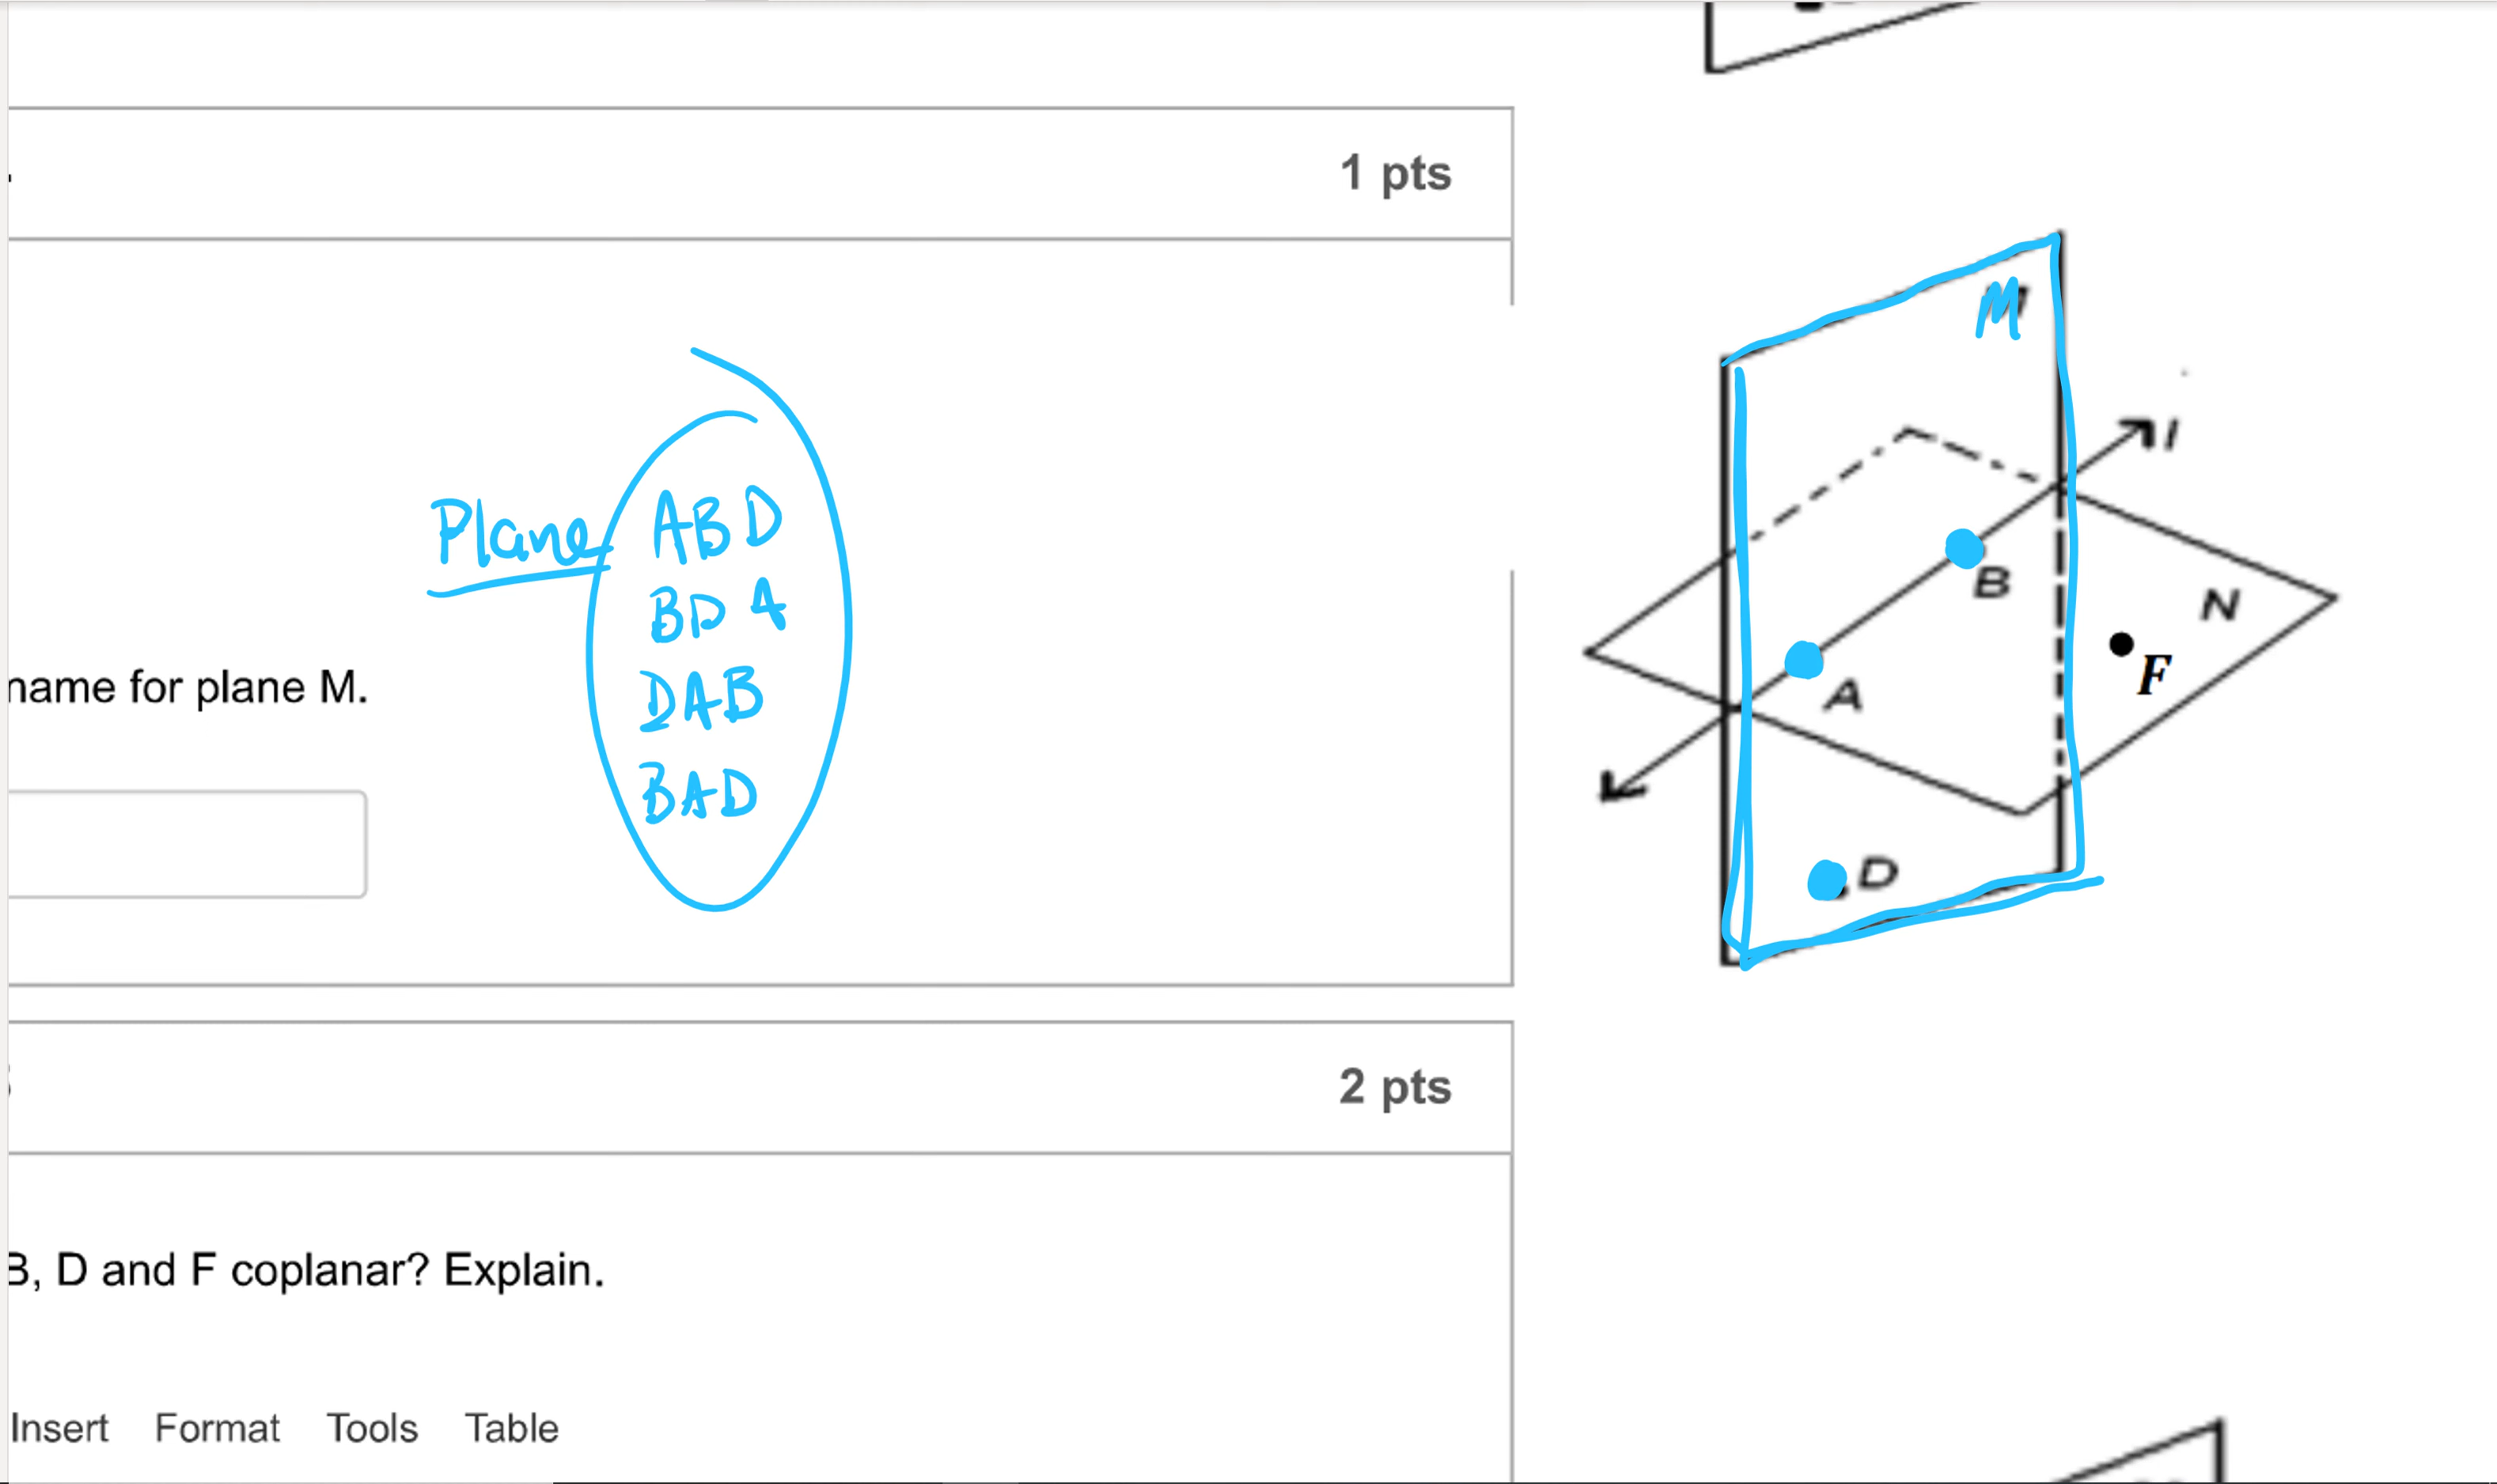 1 pts
M
l
Plane ABD
BDA
DAB
BAD
B
N
F
A
name for plane M.
D
2 pts
B, D and F coplanar? Explain.
Insert Format Tools Table